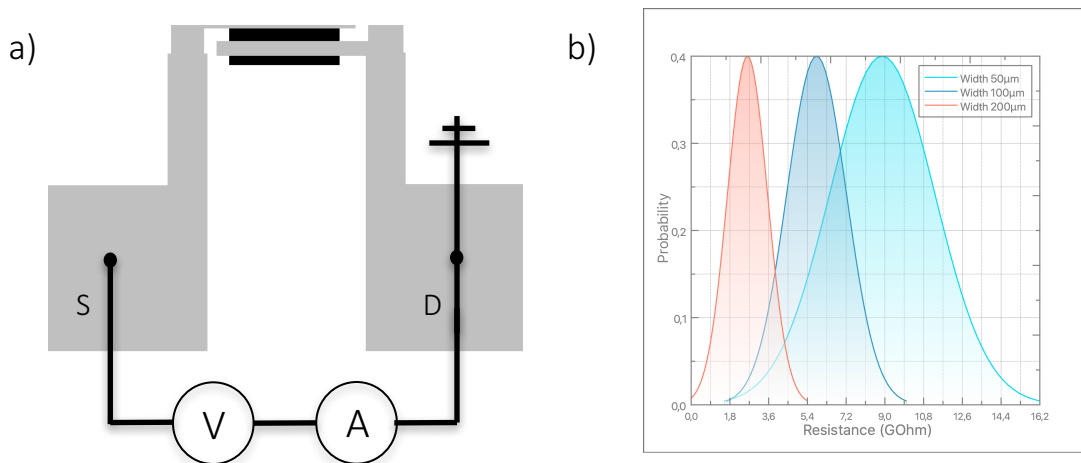 a)
S
D
V
A
b)
Width 50μm
Width 100μm
Width 200μm
Probability
0,4
0,3
0,2
0,1
0,0
0,0 1,8 3,6 5,4 7,2 9,0 10,8 12,6 14,4 16,2
Resistance (GOhm)